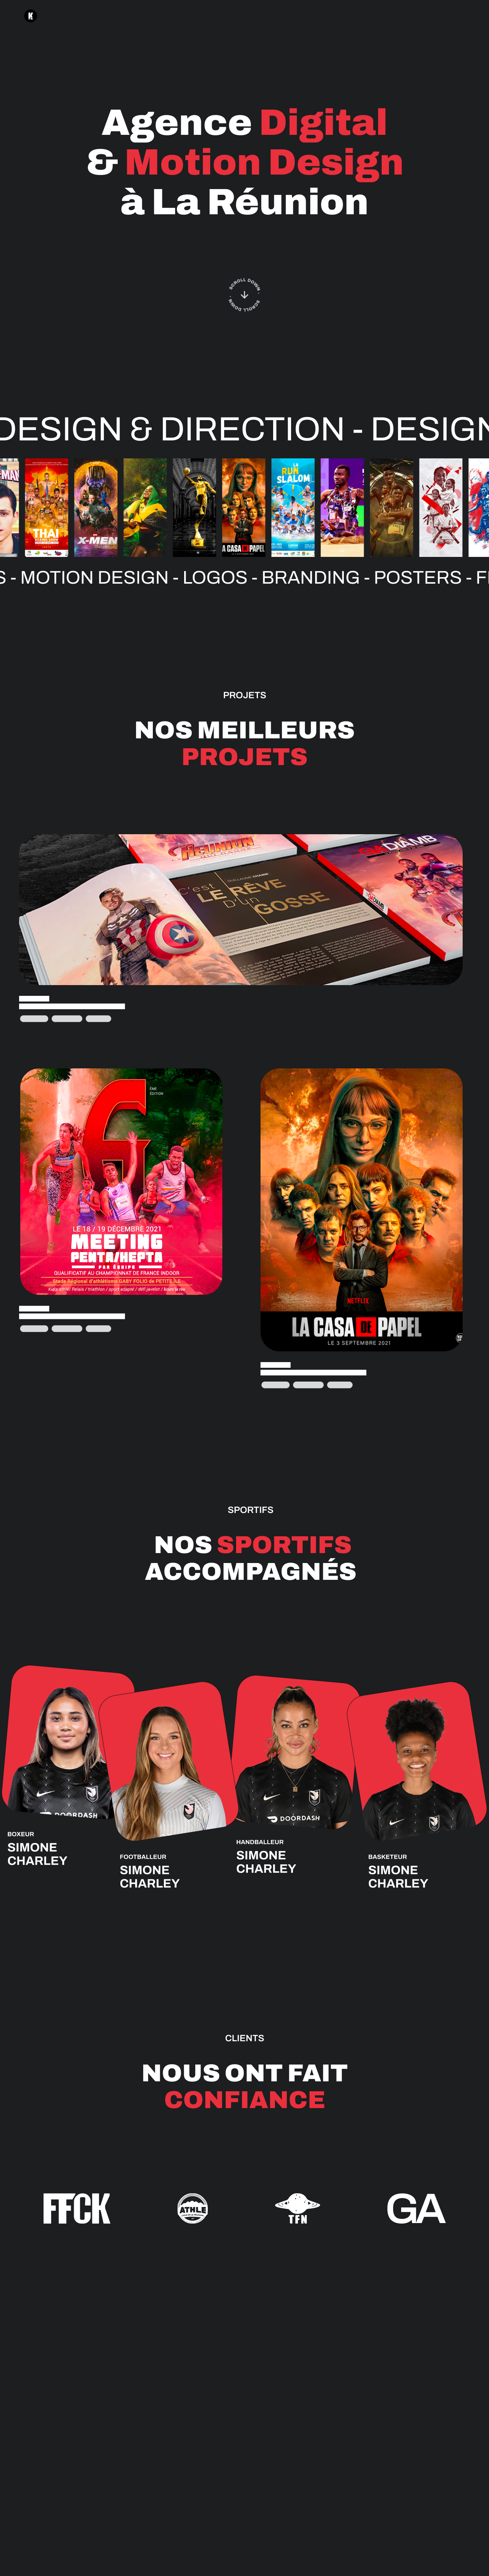 K
Agence Digital
& Motion Design
à La Réunion
SCROLL DOWN
SCROLL DOWN
DESIGN & DIRECTION - DESIGN
THAI
X-MEN
LA CASA DE PAPEL
RUN
SLALOM
S - MOTION DESIGN - LOGOS - BRANDING - POSTERS - F
PROJETS
NOS MEILLEURS
PROJETS
C'est
LE RÊVE
D'un
GOSSE
6
ÈME
ÉDITION
LE 18 / 19 DÉCEMBRE 2021
MEETING
PENTA/HEPTA
PAR ÉQUIPE
QUALIFICATIF AU CHAMPIONNAT DE FRANCE INDOOR
Stade Régional d'athlétisme GABY FOLIO de PETITE ILE
NETFLIX
LA CASA DE PAPEL
LE 3 SEPTEMBRE 2021
SPORTIFS
NOS SPORTIFS
ACCOMPAGNÉS
DOORDASH
DOORDASH
BOXEUR
SIMONE
CHARLEY
FOOTBALLEUR
SIMONE
CHARLEY
HANDBALLEUR
SIMONE
CHARLEY
BASKETEUR
SIMONE
CHARLEY
CLIENTS
NOUS ONT FAIT
CONFIANCE
FFCK
ATHLE
TFN
GA